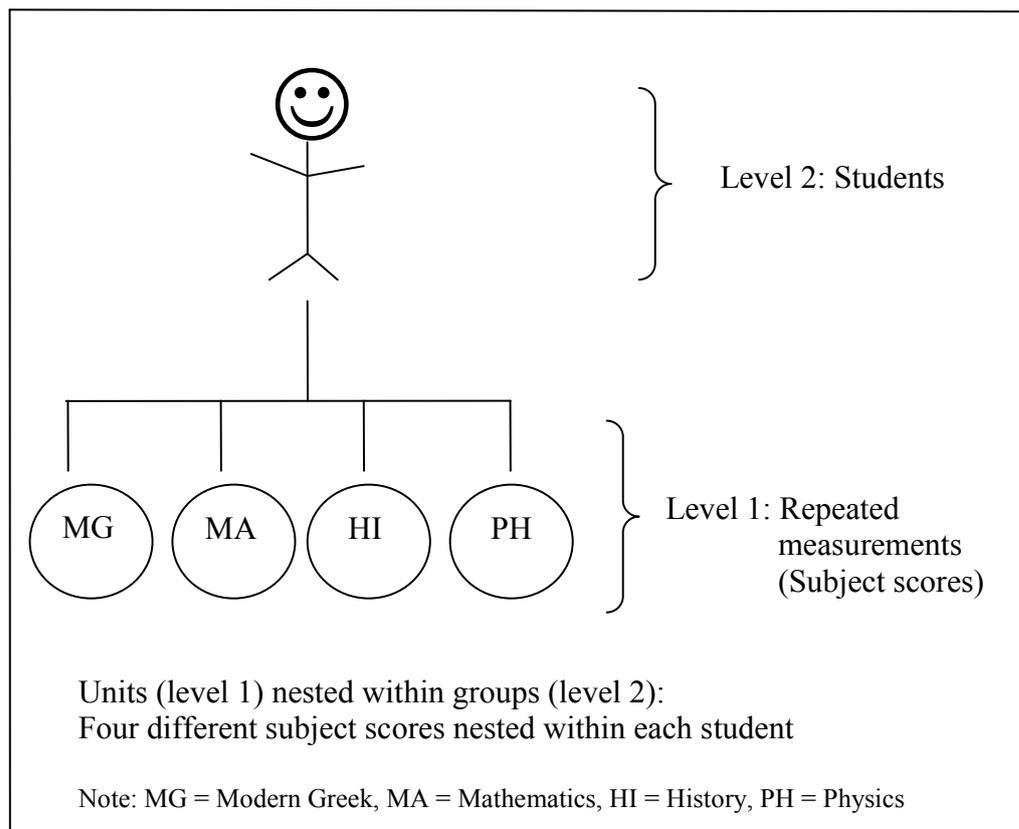 Level 2: Students
MG
MA
HI
PH
Level 1: Repeated
measurements
(Subject scores)
Units (level 1) nested within groups (level 2):
Four different subject scores nested within each student
Note: MG = Modern Greek, MA = Mathematics, HI = History, PH = Physics